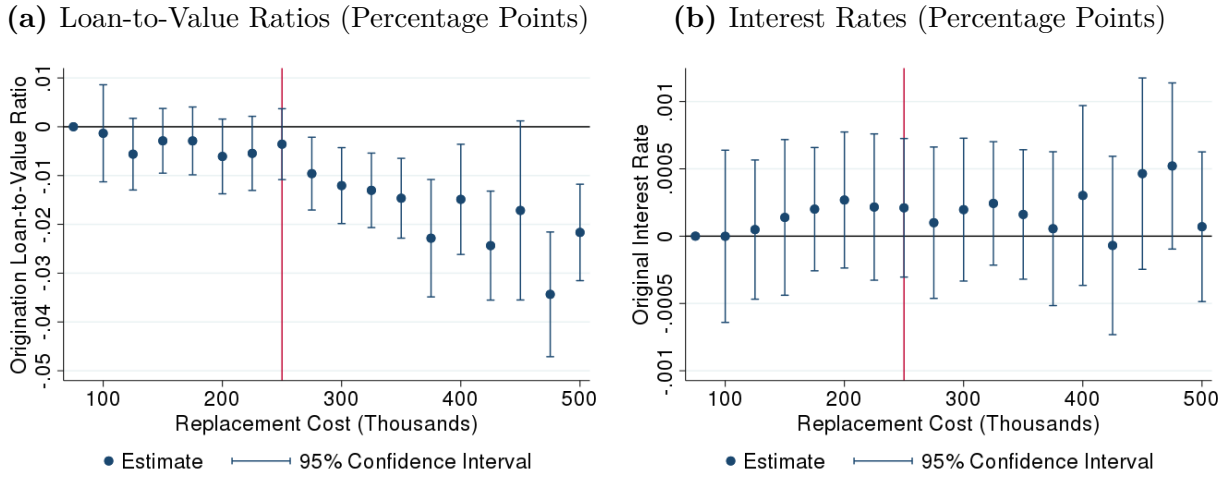 (a) Loan-to-Value Ratios (Percentage Points)
Origination Loan-to-Value Ratio
.01
0
-.01
-.02
-.03
-.04
-.05
100
200
300
400
500
Replacement Cost (Thousands)
Estimate
95% Confidence Interval
(b) Interest Rates (Percentage Points)
Original Interest Rate
.001
.0005
0
-.0005
-.001
100
200
300
400
500
Replacement Cost (Thousands)
Estimate
95% Confidence Interval